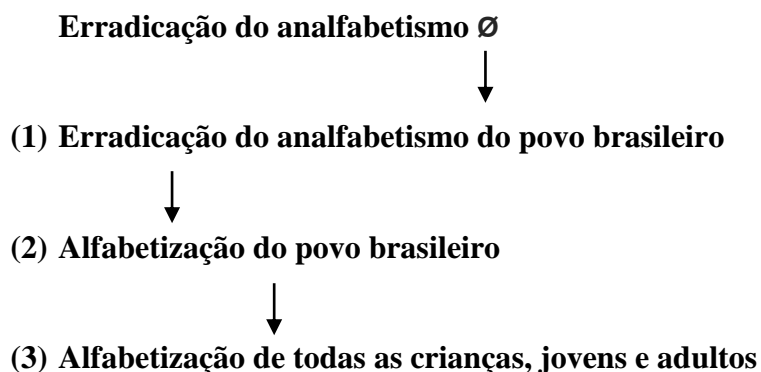 Erradicação do analfabetismo Ø
(1) Erradicação do analfabetismo do povo brasileiro
(2) Alfabetização do povo brasileiro
(3) Alfabetização de todas as crianças, jovens e adultos